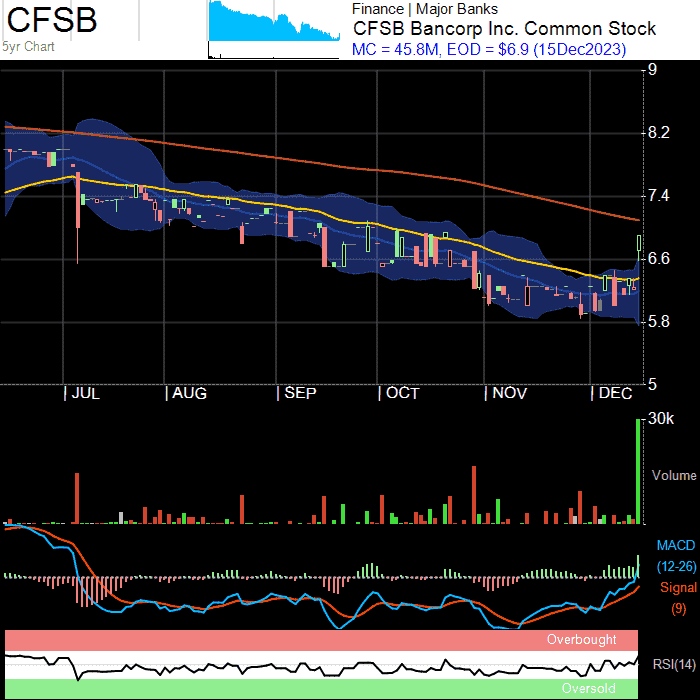 CFSB
5yr Chart
Finance | Major Banks
CFSB Bancorp Inc. Common Stock
MC = 45.8M, EOD = $6.9 (15Dec2023)
9
8.2
7.4
6.6
5.8
5
| JUL | AUG | SEP | OCT | NOV | DEC
30k
Volume
MACD
(12-26)
Signal
(9)
Overbought
RSI(14)
Oversold